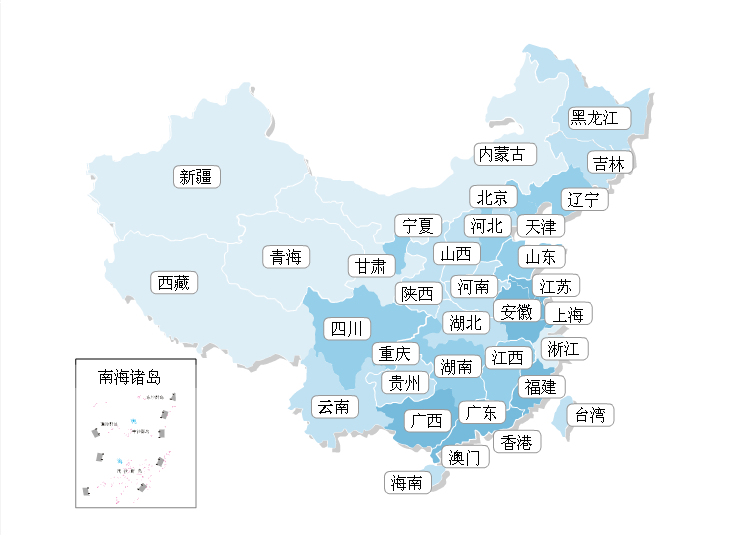 黑龙江
内蒙古
吉林
新疆
北京
辽宁
宁夏
河北
天津
青海
山西
山东
甘肃
西藏
陕西
河南
江苏
安徽
上海
四川
湖北
重庆
湖南
江西
浙江
南海诸岛
贵州
福建
云南
广西
广东
台湾
香港
澳门
海南